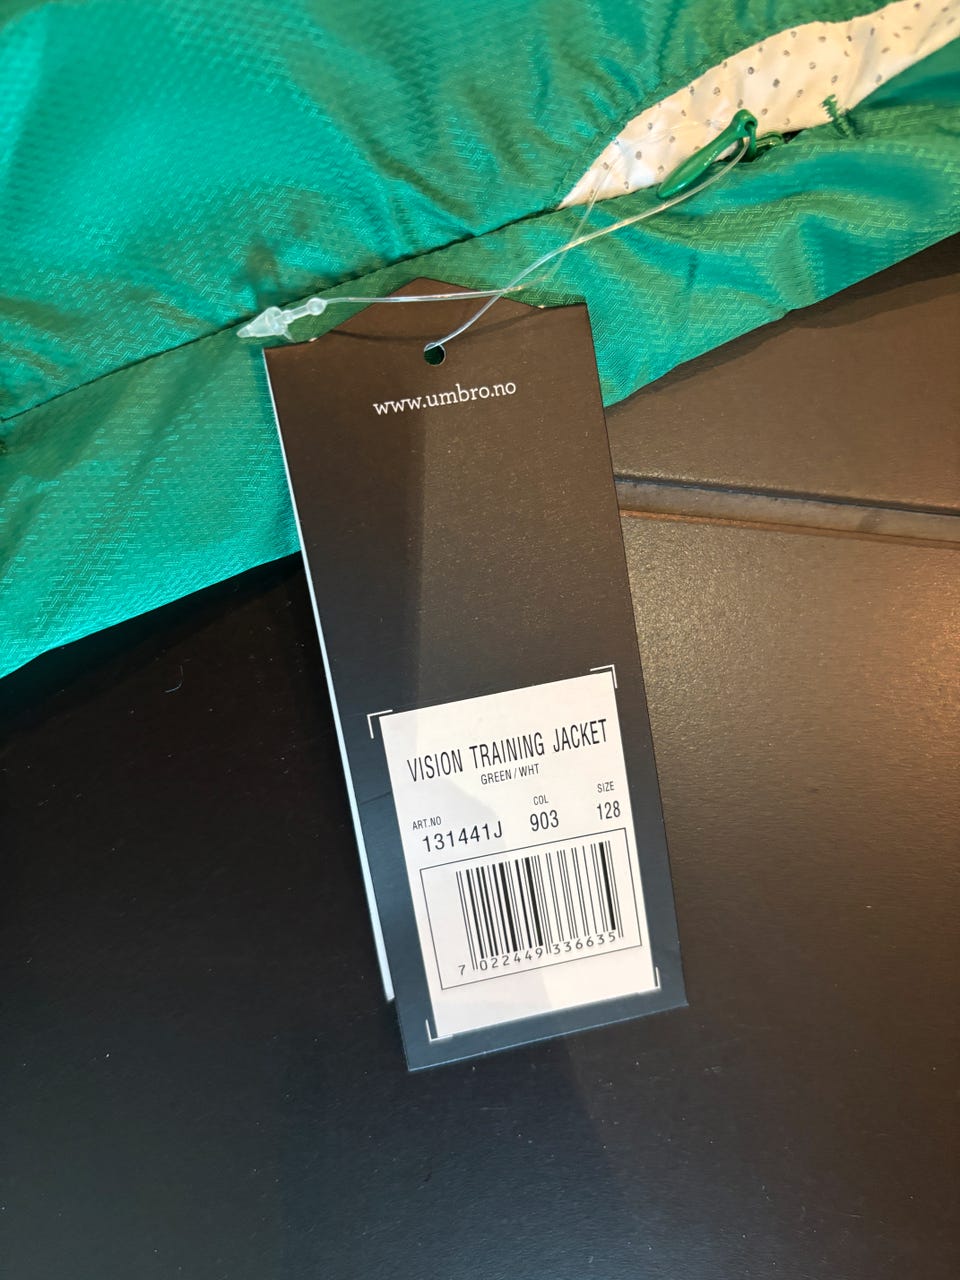 www.umbro.no
VISION TRAINING JACKET
GREEN/WHT
ART.NO COL SIZE
131441J 903 128
7 022449 336635